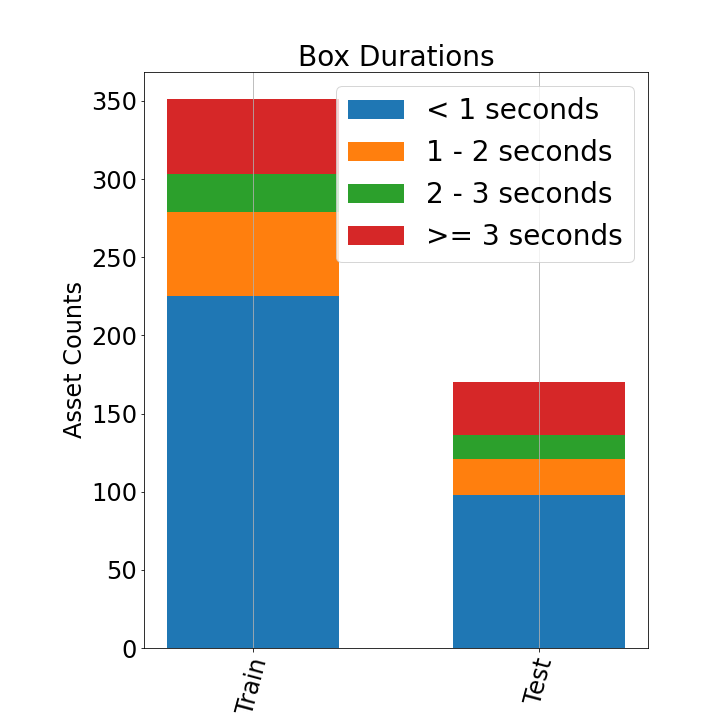 Box Durations
< 1 seconds
1 - 2 seconds
2 - 3 seconds
>= 3 seconds
Asset Counts
350
300
250
200
150
100
50
0
Train
Test